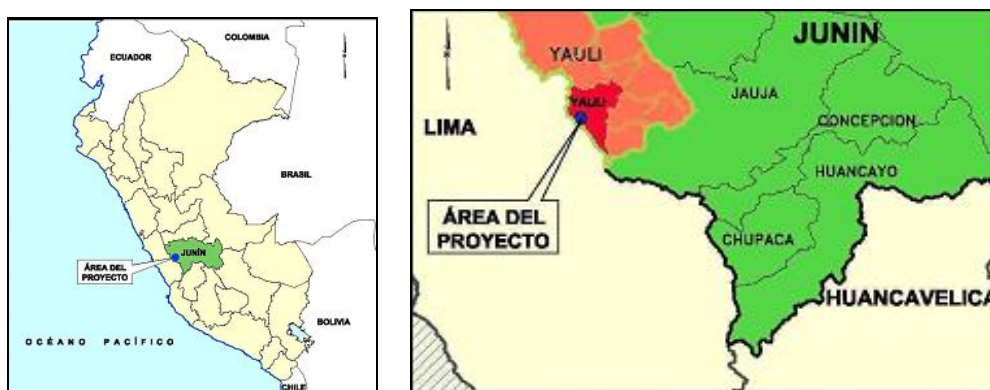 COLOMBIA
ECUADOR
BRASIL
JUNÍN
ÁREA DEL
PROYECTO
BOLIVIA
OCÉANO PACÍFICO
CHILE
JUNIN
YAULI
JAUJA
YAULI
LIMA
CONCEPCION
HUANCAYO
ÁREA DEL
PROYECTO
CHUPACA
HUANCAVELICA